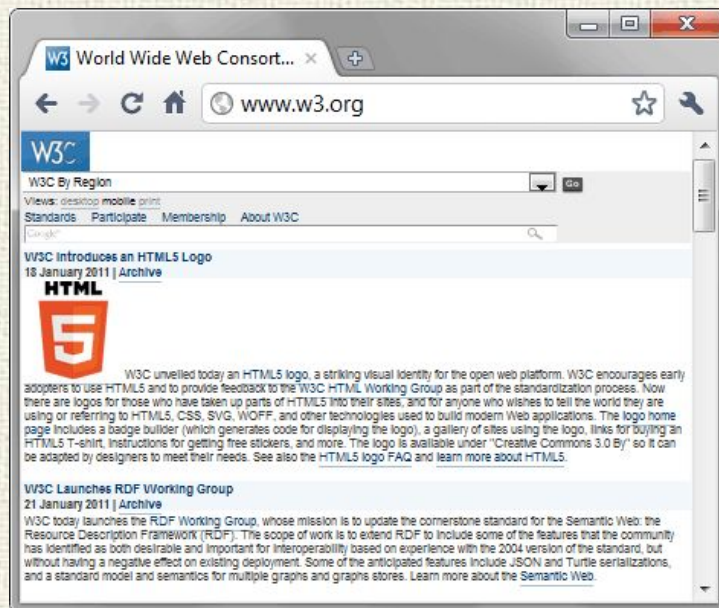 W3 World Wide Web Consort...
www.w3.org
W3C
W3C By Region
Go
Views: desktop mobile print
Standards Participate Membership About W3C
Google
W3C Introduces an HTML5 Logo
18 January 2011 | Archive
HTML
5
W3C unveiled today an HTML5 logo, a striking visual identity for the open web platform. W3C encourages early
adopters to use HTML5 and to provide feedback to the W3C HTML Working Group as part of the standardization process. Now
there are logos for those who have taken up parts of HTML5 into their sites, and for anyone who wishes to tell the world they are
using or referring to HTML5, CSS, SVG, WOFF, and other technologies used to build modern Web applications. The logo home
page includes a badge builder (which generates code for displaying the logo), a gallery of sites using the logo, links for buying an
HTML5 T-shirt, instructions for getting free stickers, and more. The logo is available under "Creative Commons 3.0 By" so it can
be adapted by designers to meet their needs. See also the HTML5 logo FAQ and learn more about HTML5.
W3C Launches RDF Working Group
21 January 2011 | Archive
W3C today launches the RDF Working Group, whose mission is to update the cornerstone standard for the Semantic Web: the
Resource Description Framework (RDF). The scope of work is to extend RDF to include some of the features that the community
has identified as both desirable and important for interoperability based on experience with the 2004 version of the standard, but
without having a negative effect on existing deployment. Some of the anticipated features include JSON and Turtle serializations,
and a standard model and semantics for multiple graphs and graphs stores. Learn more about the Semantic Web.